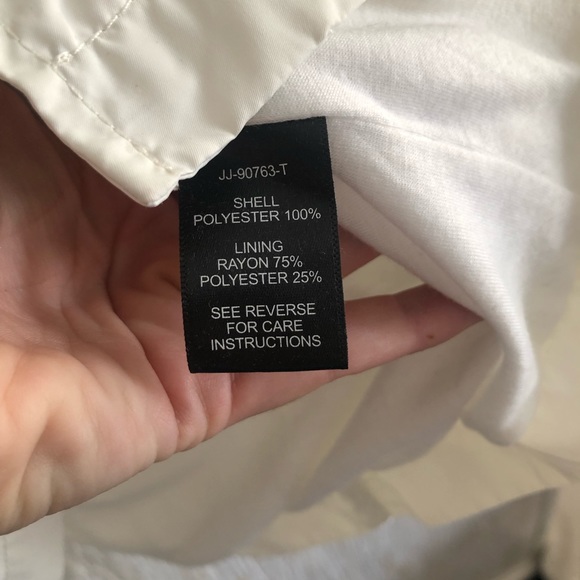 JJ-90763-T
SHELL
POLYESTER 100%
LINING
RAYON 75%
POLYESTER 25%
SEE REVERSE
FOR CARE
INSTRUCTIONS